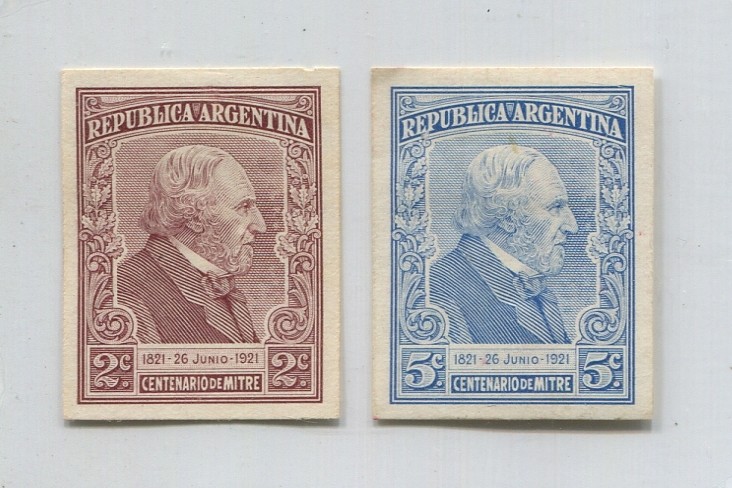 REPUBLICA ARGENTINA
1821-26 JUNIO-1921
2c. 2c.
CENTENARIO DE MITRE
REPUBLICA ARGENTINA
1821-26 JUNIO-1921
5c. 5c.
CENTENARIO DE MITRE